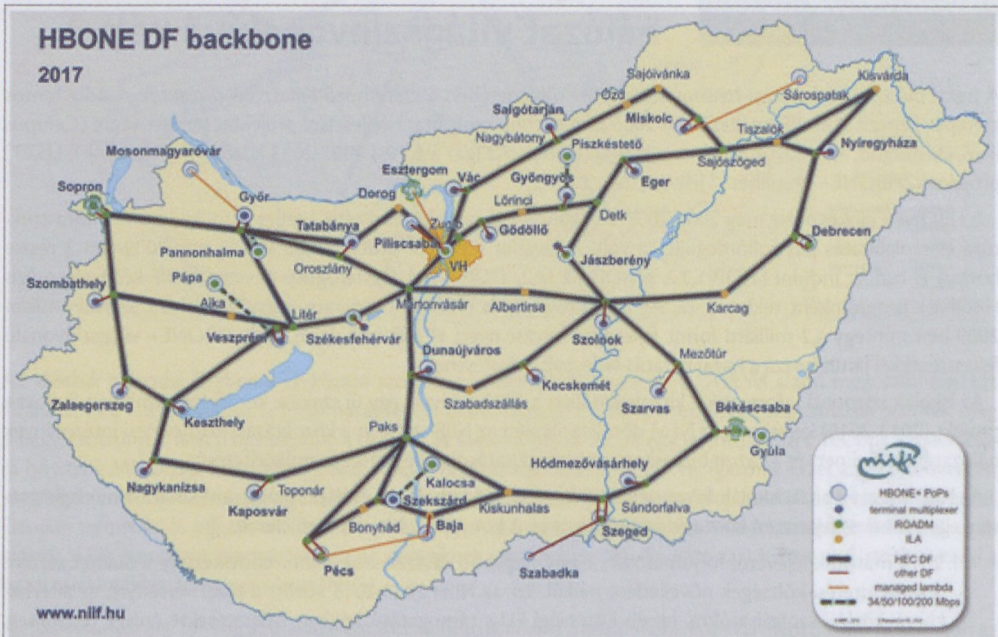 HBONE DF backbone
2017
Sajóivánka
Kisvárda
Ózd
Sárospatak
Salgótarján
Miskolc
Nagybátony
Tiszalök
Piszkéstető
Nyíregyháza
Mosonmagyaróvár
Esztergom
Vác
Gyöngyös
Sajószöged
Sopron
Dorog
Eger
Győr
Lőrinci
Zugló
Detk
Tatabánya
Gödöllő
Debrecen
Piliscsaba
Pannonhalma
VH
Jászberény
Oroszlány
Pápa
Szombathely
Ajka
Litér
Martonvásár
Albertirsa
Karcag
Veszprém
Székesfehérvár
Szolnok
Dunaújváros
Mezőtúr
Kecskemét
Zalaegerszeg
Szabadszállás
Szarvas
Keszthely
Békéscsaba
Paks
Gyula
Hódmezővásárhely
Nagykanizsa
Toponár
Kalocsa
Kaposvár
Szekszárd
Kiskunhalas
Sándorfalva
Bonyhád
Baja
Szeged
Pécs
Szabadka
www.niif.hu
niif
HBONE+ PoPs
terminal multiplexer
ROADM
ILA
HEC DF
other DF
managed lambda
34/50/100/200 Mbps